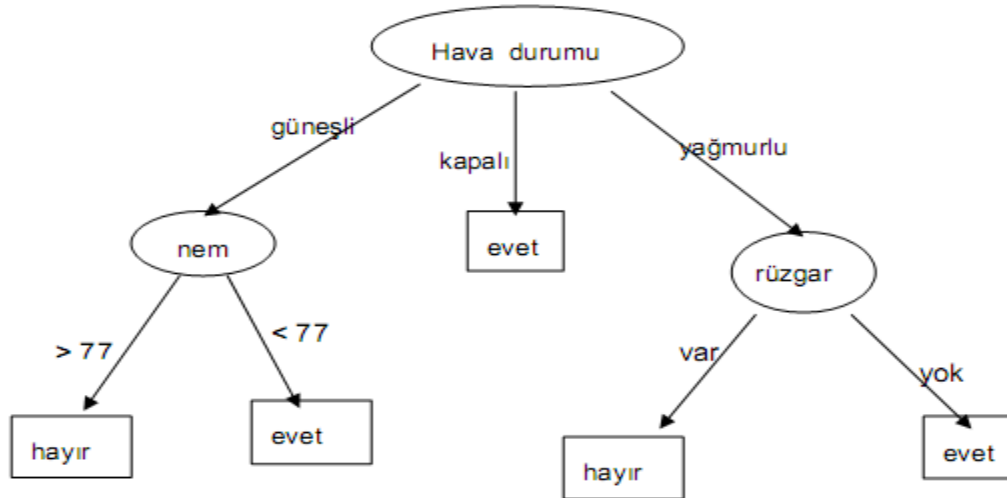 Hava durumu
güneşli
kapalı
yağmurlu
nem
evet
rüzgar
> 77
< 77
var
yok
hayır
evet
hayır
evet